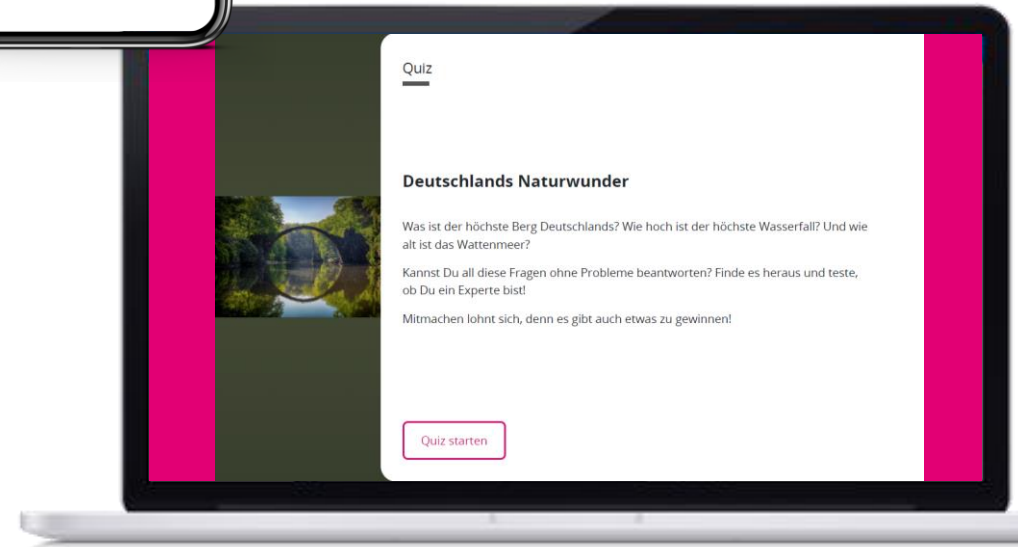 Quiz
Deutschlands Naturwunder
Was ist der höchste Berg Deutschlands? Wie hoch ist der höchste Wasserfall? Und wie
alt ist das Wattenmeer?
Kannst Du all diese Fragen ohne Probleme beantworten? Finde es heraus und teste,
ob Du ein Experte bist!
Mitmachen lohnt sich, denn es gibt auch etwas zu gewinnen!
Quiz starten